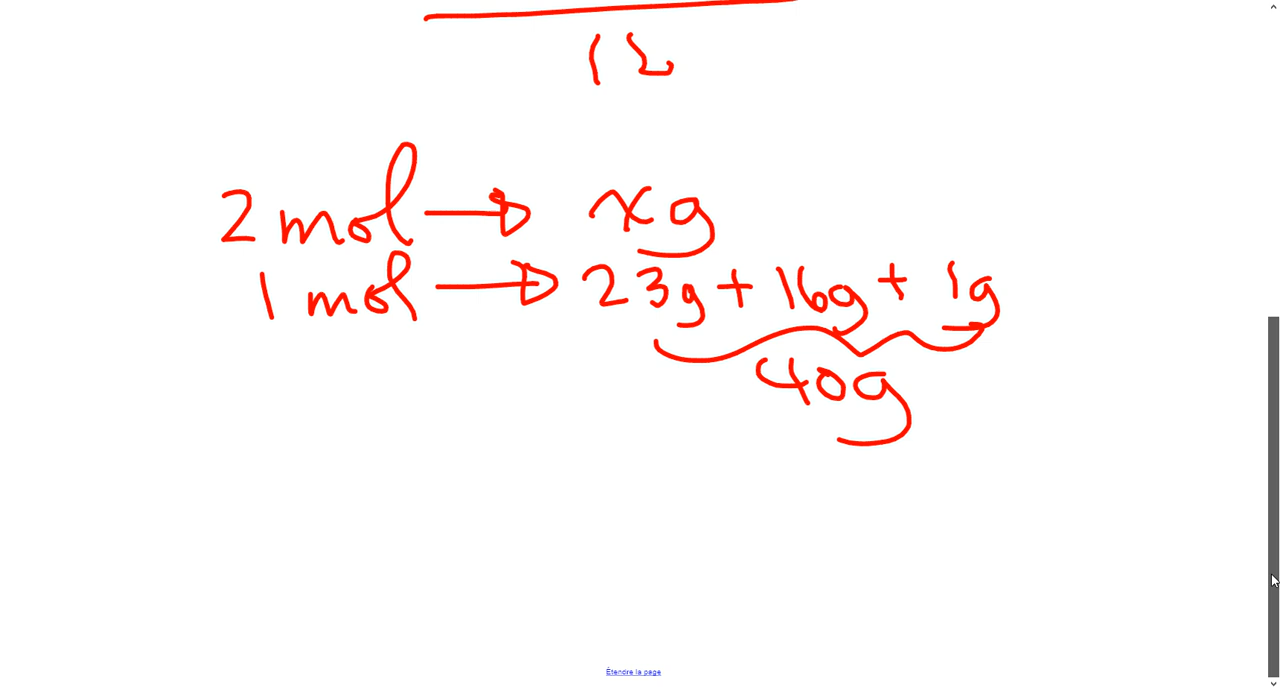 12
2 mol → x g
1 mol → 23g + 16g + 1g
40g
Étendre la page